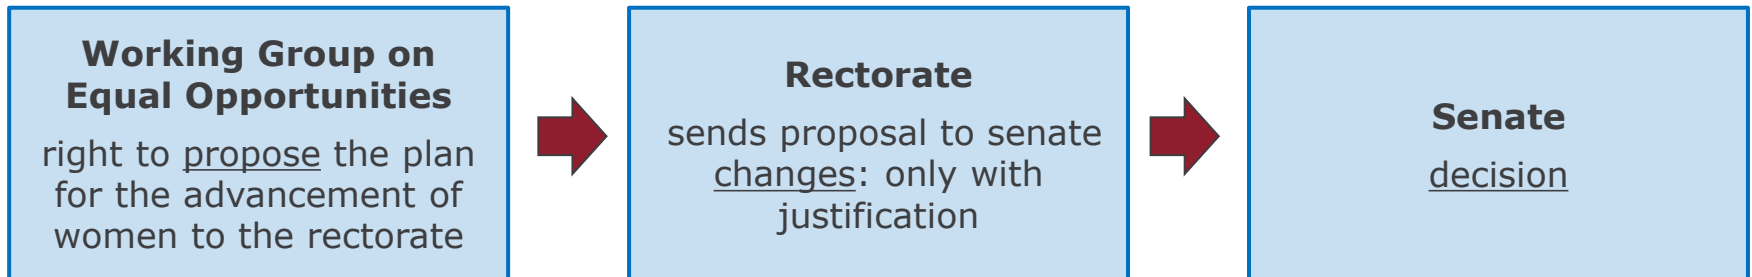 Working Group on
Equal Opportunities
right to propose the plan
for the advancement of
women to the rectorate
Rectorate
sends proposal to senate
changes: only with
justification
Senate
decision